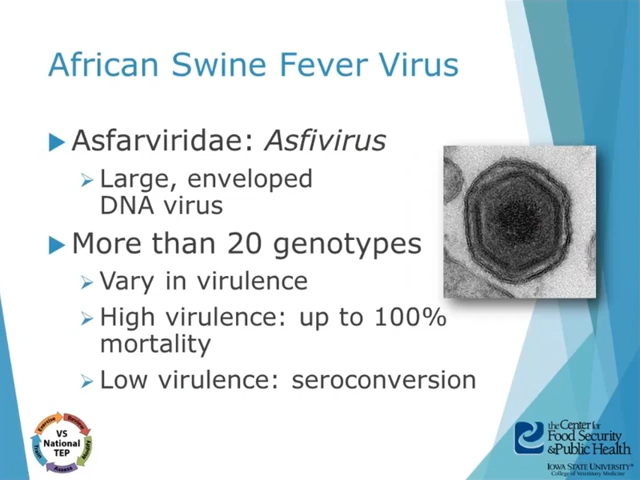 African Swine Fever Virus
Asfarviridae: Asfivirus
Large, enveloped
DNA virus
More than 20 genotypes
Vary in virulence
High virulence: up to 100%
mortality
Low virulence: seroconversion
Exercise
VS
National
TEP
Assess
the Center for
Food Security
&Public Health
IOWA STATE UNIVERSITY®
College of Veterinary Medicine